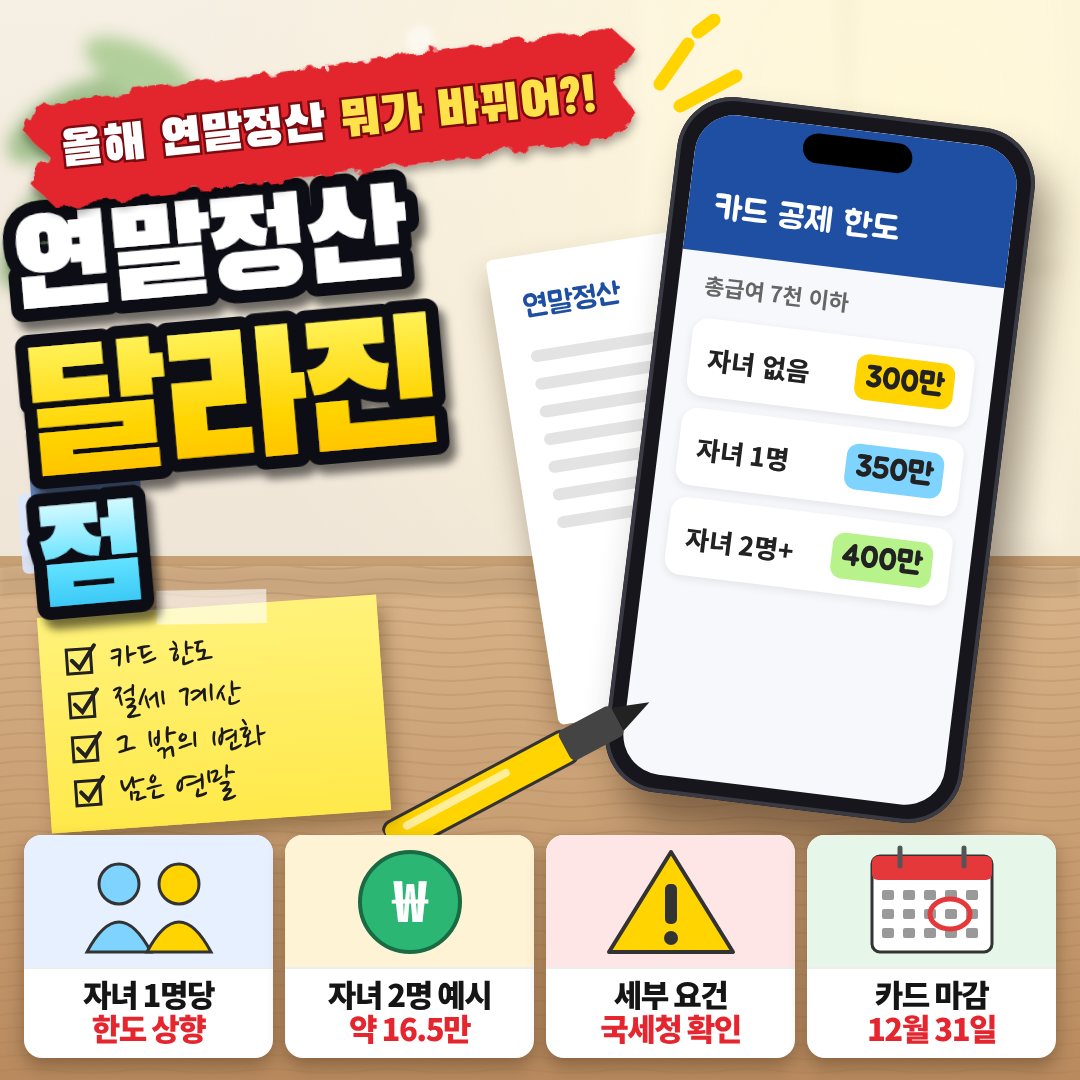 올해 연말정산 뭐가 바뀌어?!
연말정산
달라진
점
연말정산
카드 공제 한도
총급여 7천 이하
자녀 없음 300만
자녀 1명 350만
자녀 2명+ 400만
카드 한도
절세 계산
그 밖의 변화
남은 연말
₩
자녀 1명당
한도 상향
자녀 2명 예시
약 16.5만
세부 요건
국세청 확인
카드 마감
12월 31일